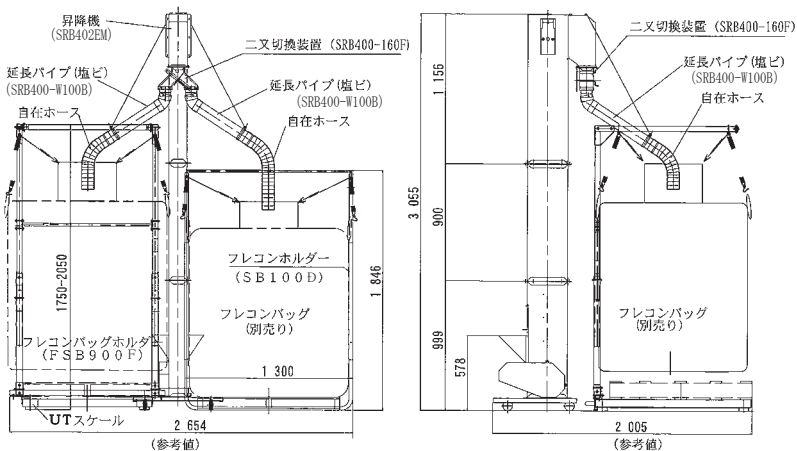 昇降機
(SRB402EM)
二又切換装置 (SRB400-160F)
延長パイプ(塩ビ)
(SRB400-W100B)
自在ホース
延長パイプ(塩ビ)
(SRB400-W100B)
自在ホース
1750-2050
フレコンホルダー
(SB100D)
フレコンバッグ
(別売り)
フレコンバッグホルダー
(FSB900F)
1 846
1 300
UTスケール
2 654
(参考値)
二又切換装置 (SRB400-160F)
延長パイプ(塩ビ)
(SRB400-W100B)
自在ホース
1 156
3 055
900
999
578
フレコンバッグ
(別売り)
2 005
(参考値)